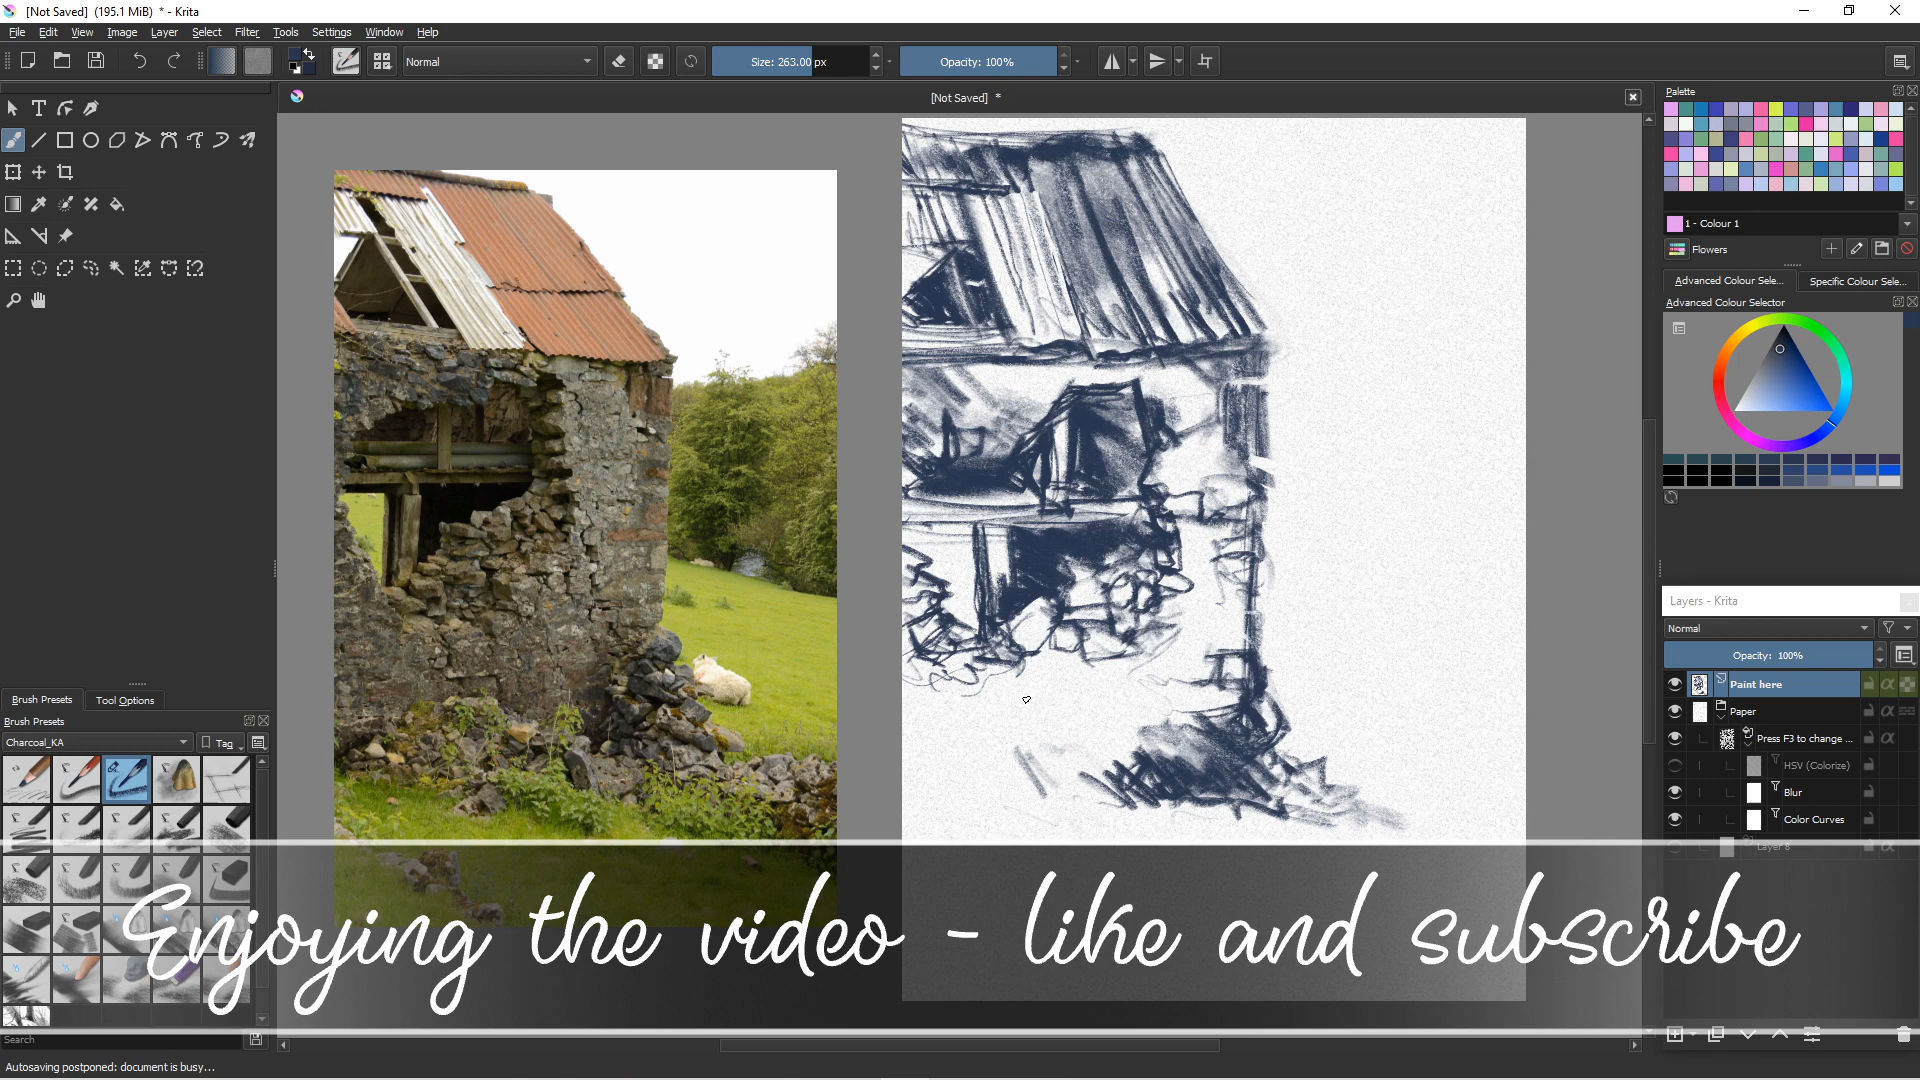 [Not Saved]  (195.1 MiB)  * - Krita
File Edit View Image Layer Select Filter Tools Settings Window Help
Normal Size: 263.00 px Opacity: 100%
[Not Saved]  *
Palette
1 - Colour 1
Flowers
Advanced Colour Sele... Specific Colour Sele...
Advanced Colour Selector
Layers - Krita
Normal
Opacity:  100%
Paint here
Paper
Press F3 to change ...
HSV (Colorize)
Blur
Color Curves
Layer 8
Brush Presets Tool Options
Brush Presets
Charcoal_KA Tag
Enjoying the video - like and subscribe
Search
Autosaving postponed: document is busy...